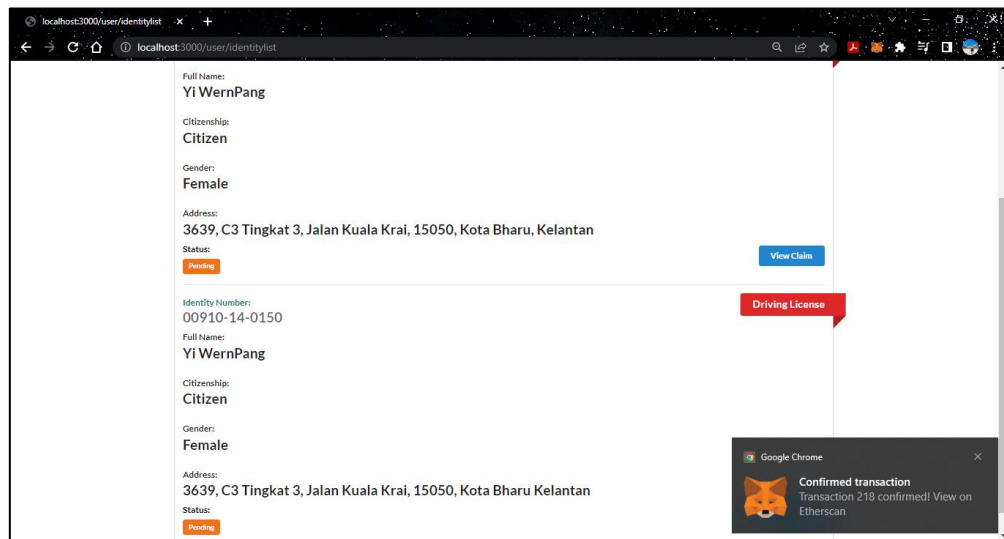 localhost:3000/user/identitylist
localhost:3000/user/identitylist
Full Name:
Yi WernPang
Citizenship:
Citizen
Gender:
Female
Address:
3639, C3 Tingkat 3, Jalan Kuala Krai, 15050, Kota Bharu, Kelantan
Status:
Pending
View Claim
Identity Number:
00910-14-0150
Driving License
Full Name:
Yi WernPang
Citizenship:
Citizen
Gender:
Female
Address:
3639, C3 Tingkat 3, Jalan Kuala Krai, 15050, Kota Bharu Kelantan
Status:
Pending
Google Chrome
Confirmed transaction
Transaction 218 confirmed! View on
Etherscan